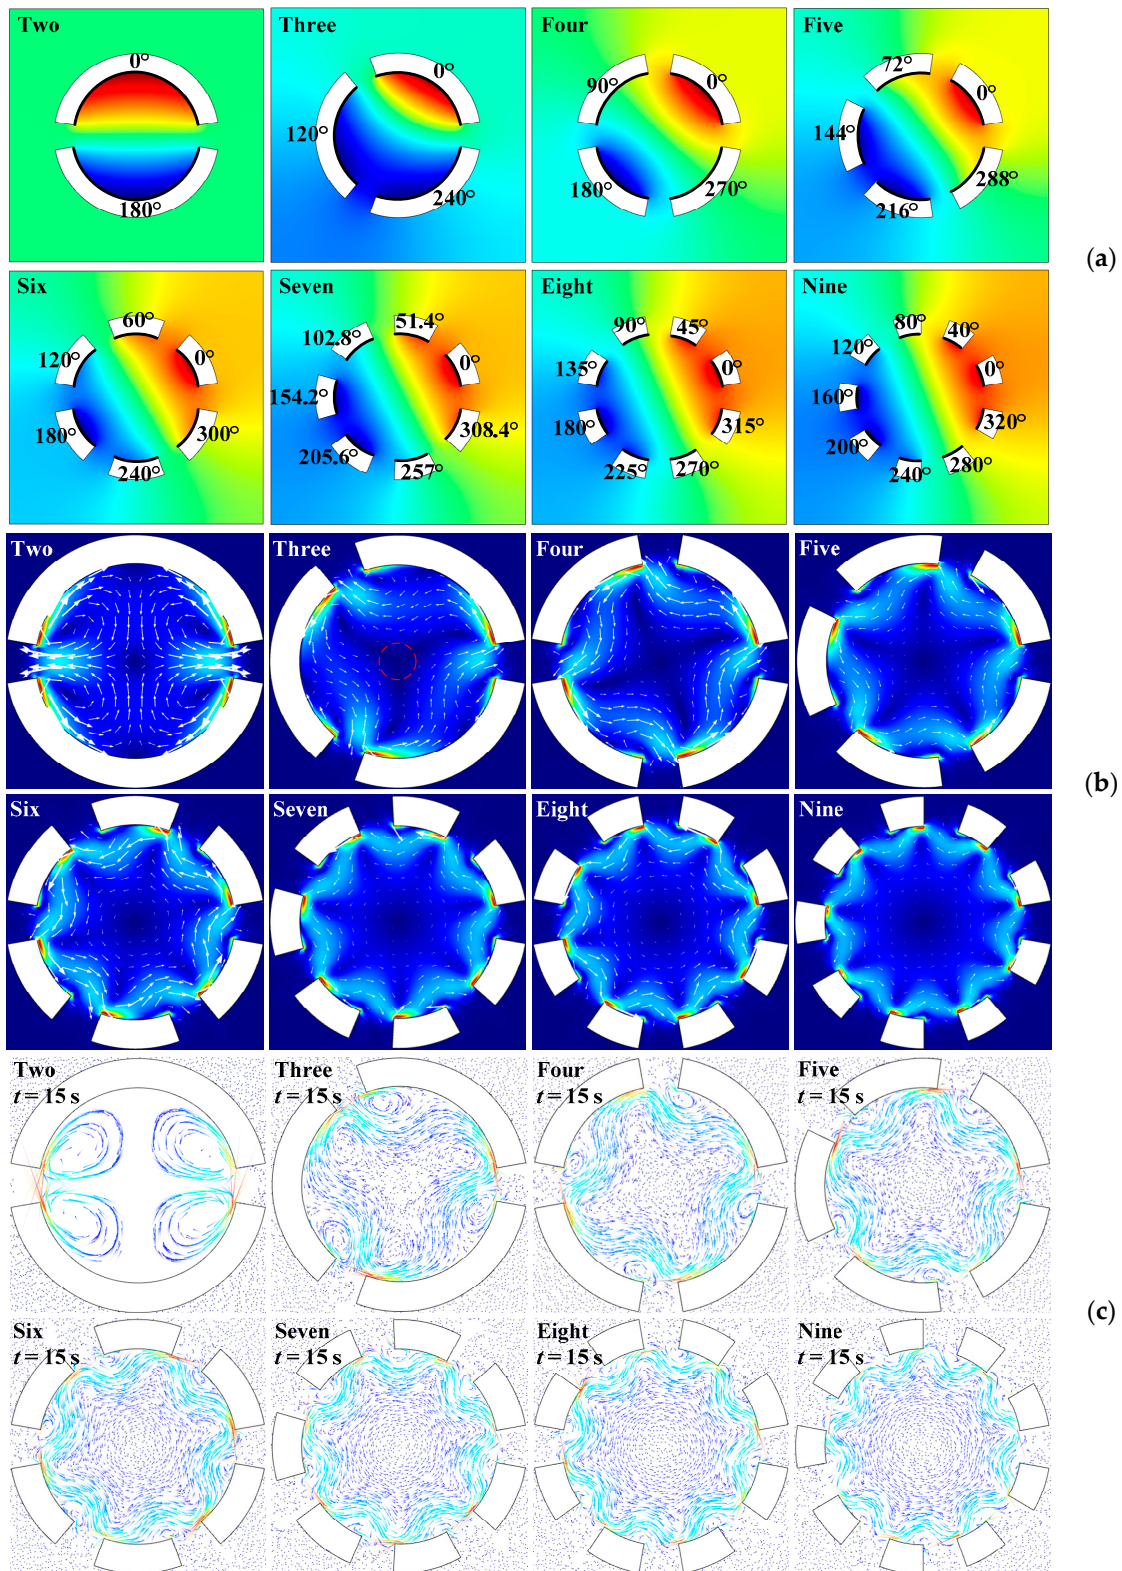 Two
Three
Four
Five
0°
180°
0°
120°
240°
90°
0°
180°
270°
72°
0°
144°
216°
288°
(a)
Six
Seven
Eight
Nine
60°
120°
0°
180°
300°
240°
51.4°
102.8°
0°
154.2°
308.4°
205.6°
257°
90°
45°
135°
0°
180°
315°
225°
270°
80°
40°
120°
0°
160°
320°
200°
240°
280°
Two
Three
Four
Five
(b)
Six
Seven
Eight
Nine
Two
t = 15 s
Three
t = 15 s
Four
t = 15 s
Five
t = 15 s
(c)
Six
t = 15 s
Seven
t = 15 s
Eight
t = 15 s
Nine
t = 15 s